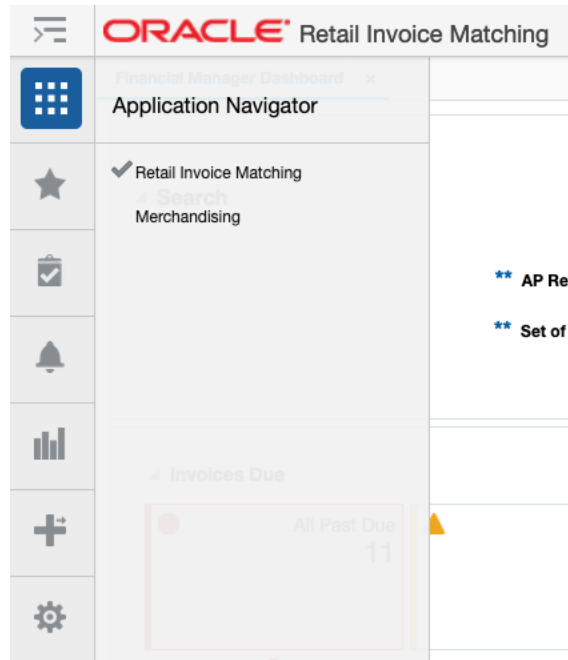 ORACLE® Retail Invoice Matching
Financial Manager Dashboard ×
Application Navigator
Retail Invoice Matching
Search
Merchandising
** AP Re
** Set of
Invoices Due
All Past Due
11